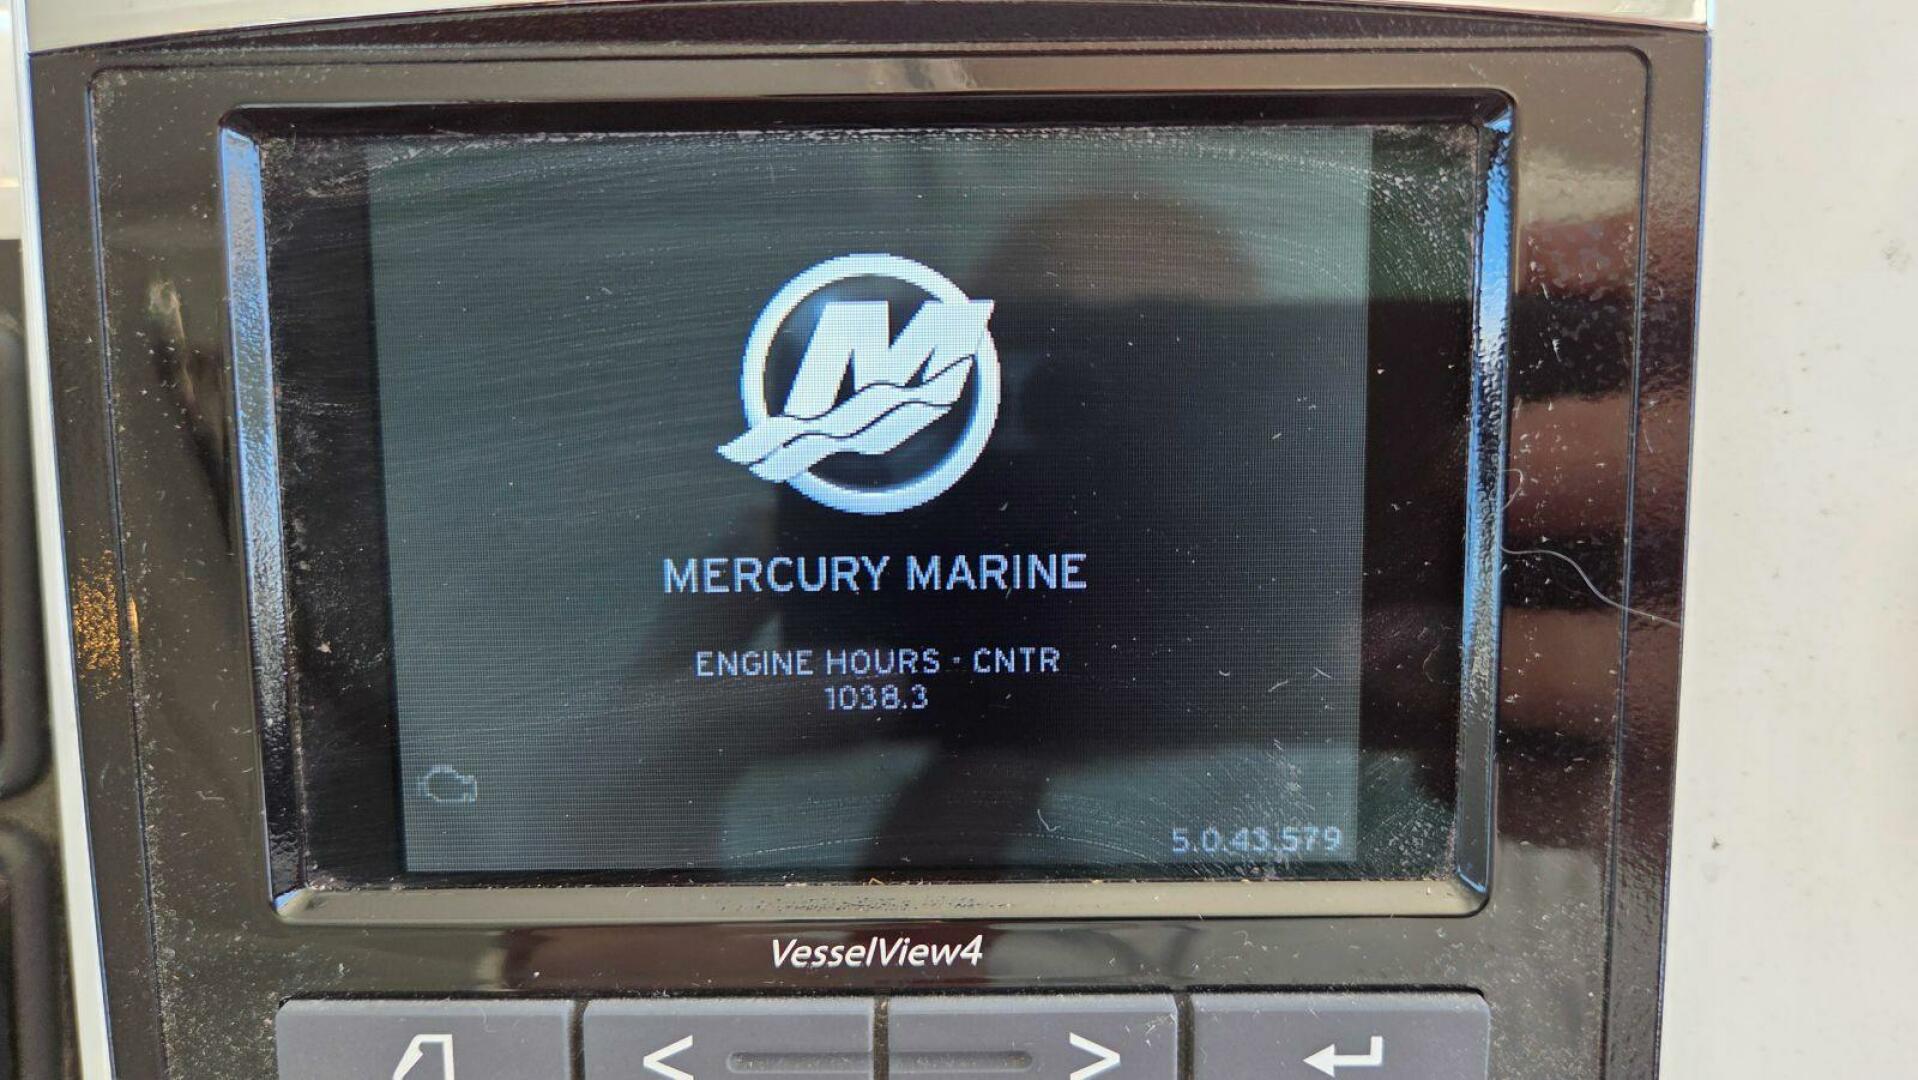 M
MERCURY MARINE
ENGINE HOURS - CNTR
1038.3
5.0.43.579
VesselView4
< >